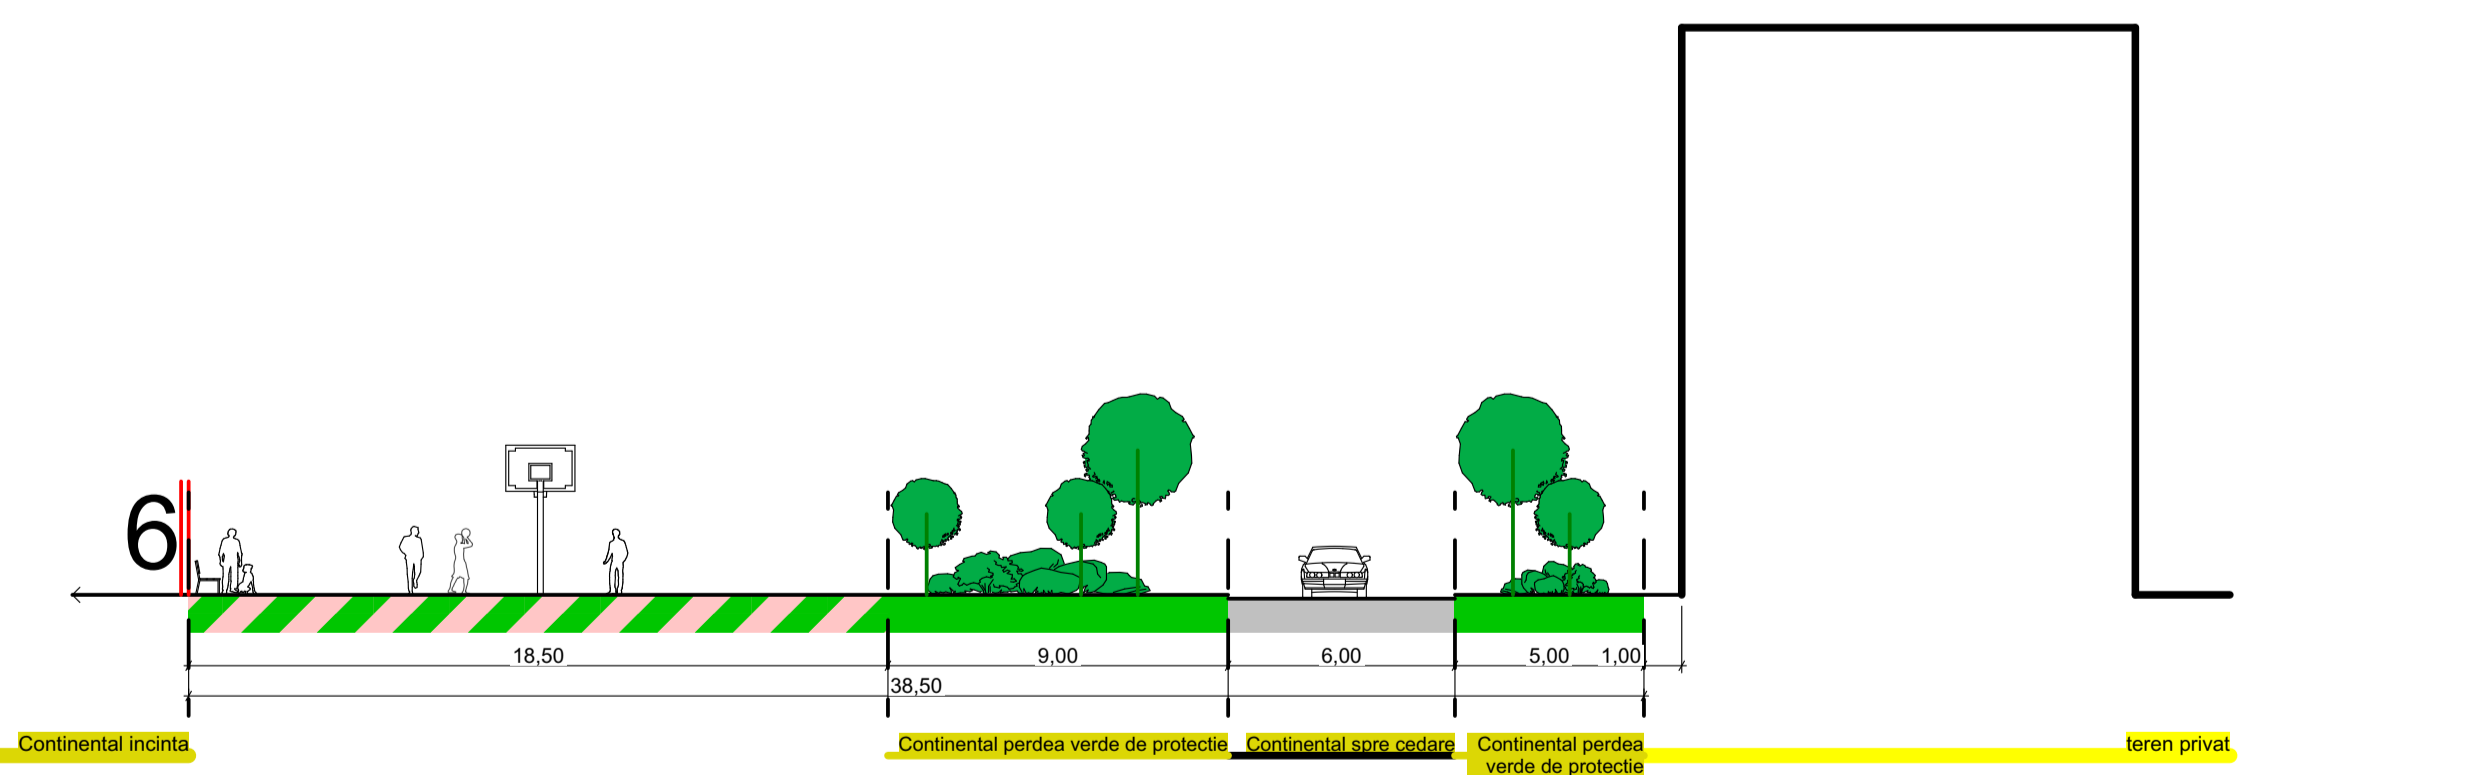 6
18,50
9,00
6,00
5,00
1,00
38,50
Continental incinta
Continental perdea verde de protectie
Continental spre cedare
Continental perdea
verde de protectie
teren privat